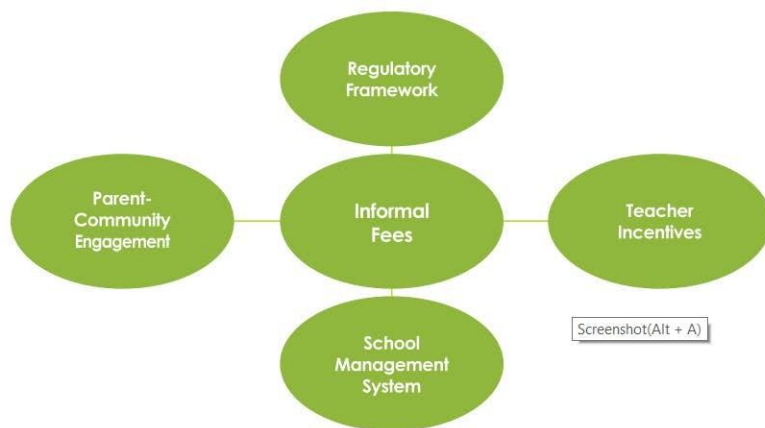 Regulatory
Framework
Parent-
Community
Engagement
Informal
Fees
Teacher
Incentives
Screenshot(Alt + A)
School
Management
System